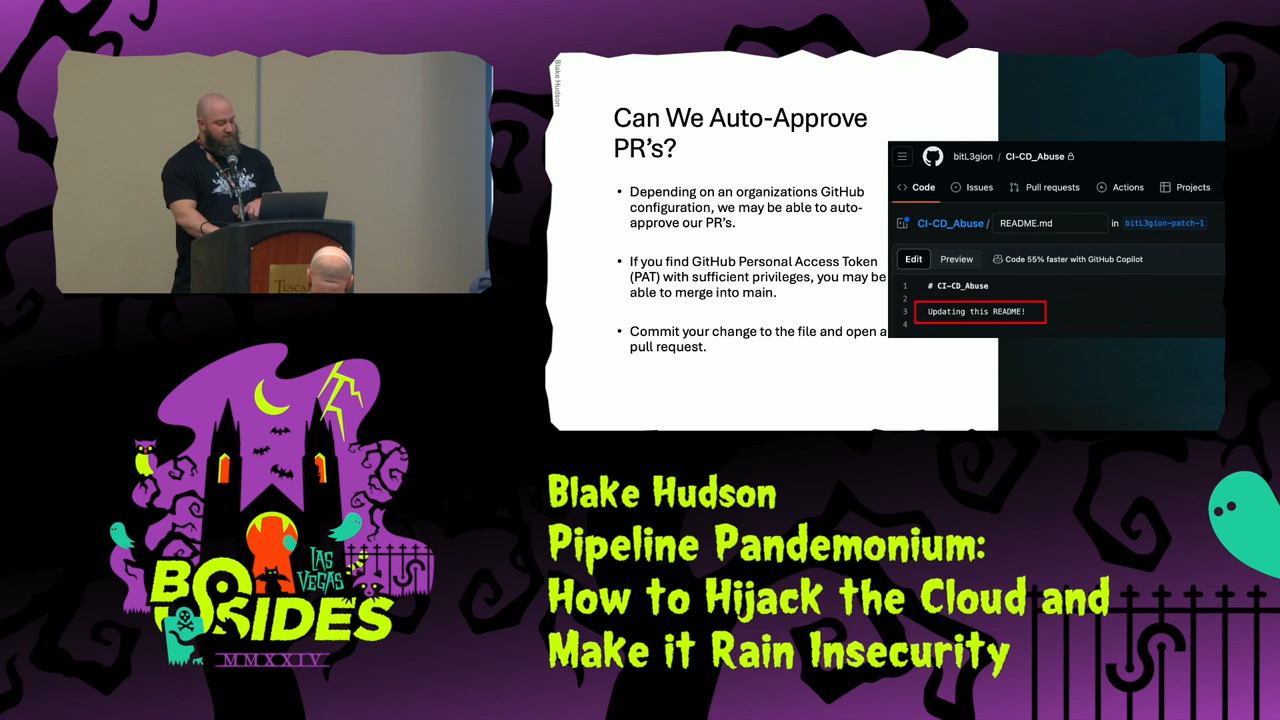 Blake Hudson
Can We Auto-Approve
PR's?
• Depending on an organizations GitHub
configuration, we may be able to auto-
approve our PR's.
• If you find GitHub Personal Access Token
(PAT) with sufficient privileges, you may be
able to merge into main.
• Commit your change to the file and open a
pull request.
bitL3gion / CI-CD_Abuse
Code Issues Pull requests Actions Projects
CI-CD_Abuse / README.md in bitL3gion-patch-1
Edit Preview Code 55% faster with GitHub Copilot
1 # CI-CD_Abuse
2
3 Updating this README!
4
LAS
VEGAS
BSIDES
MMXXIV
Blake Hudson
Pipeline Pandemonium:
How to Hijack the Cloud and
Make it Rain Insecurity